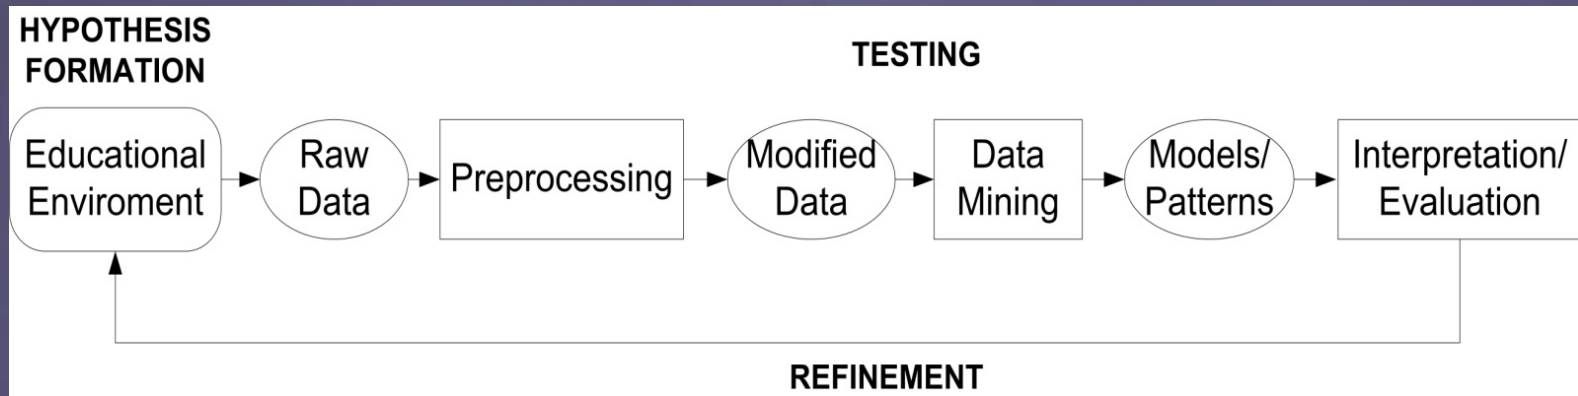 HYPOTHESIS
FORMATION
TESTING
Educational
Enviroment
Raw
Data
Preprocessing
Modified
Data
Data
Mining
Models/
Patterns
Interpretation/
Evaluation
REFINEMENT